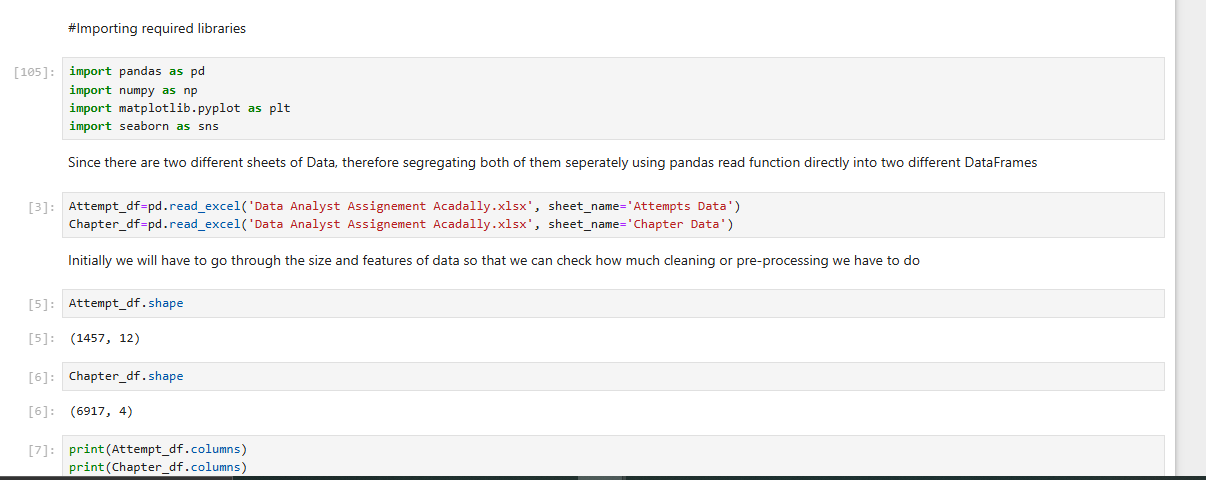 #Importing required libraries
[105]: import pandas as pd
import numpy as np
import matplotlib.pyplot as plt
import seaborn as sns
Since there are two different sheets of Data, therefore segregating both of them seperately using pandas read function directly into two different DataFrames
[3]: Attempt_df=pd.read_excel('Data Analyst Assignement Acadally.xlsx', sheet_name='Attempts Data')
Chapter_df=pd.read_excel('Data Analyst Assignement Acadally.xlsx', sheet_name='Chapter Data')
Initially we will have to go through the size and features of data so that we can check how much cleaning or pre-processing we have to do
[5]: Attempt_df.shape
[5]: (1457, 12)
[6]: Chapter_df.shape
[6]: (6917, 4)
[7]: print(Attempt_df.columns)
print(Chapter_df.columns)